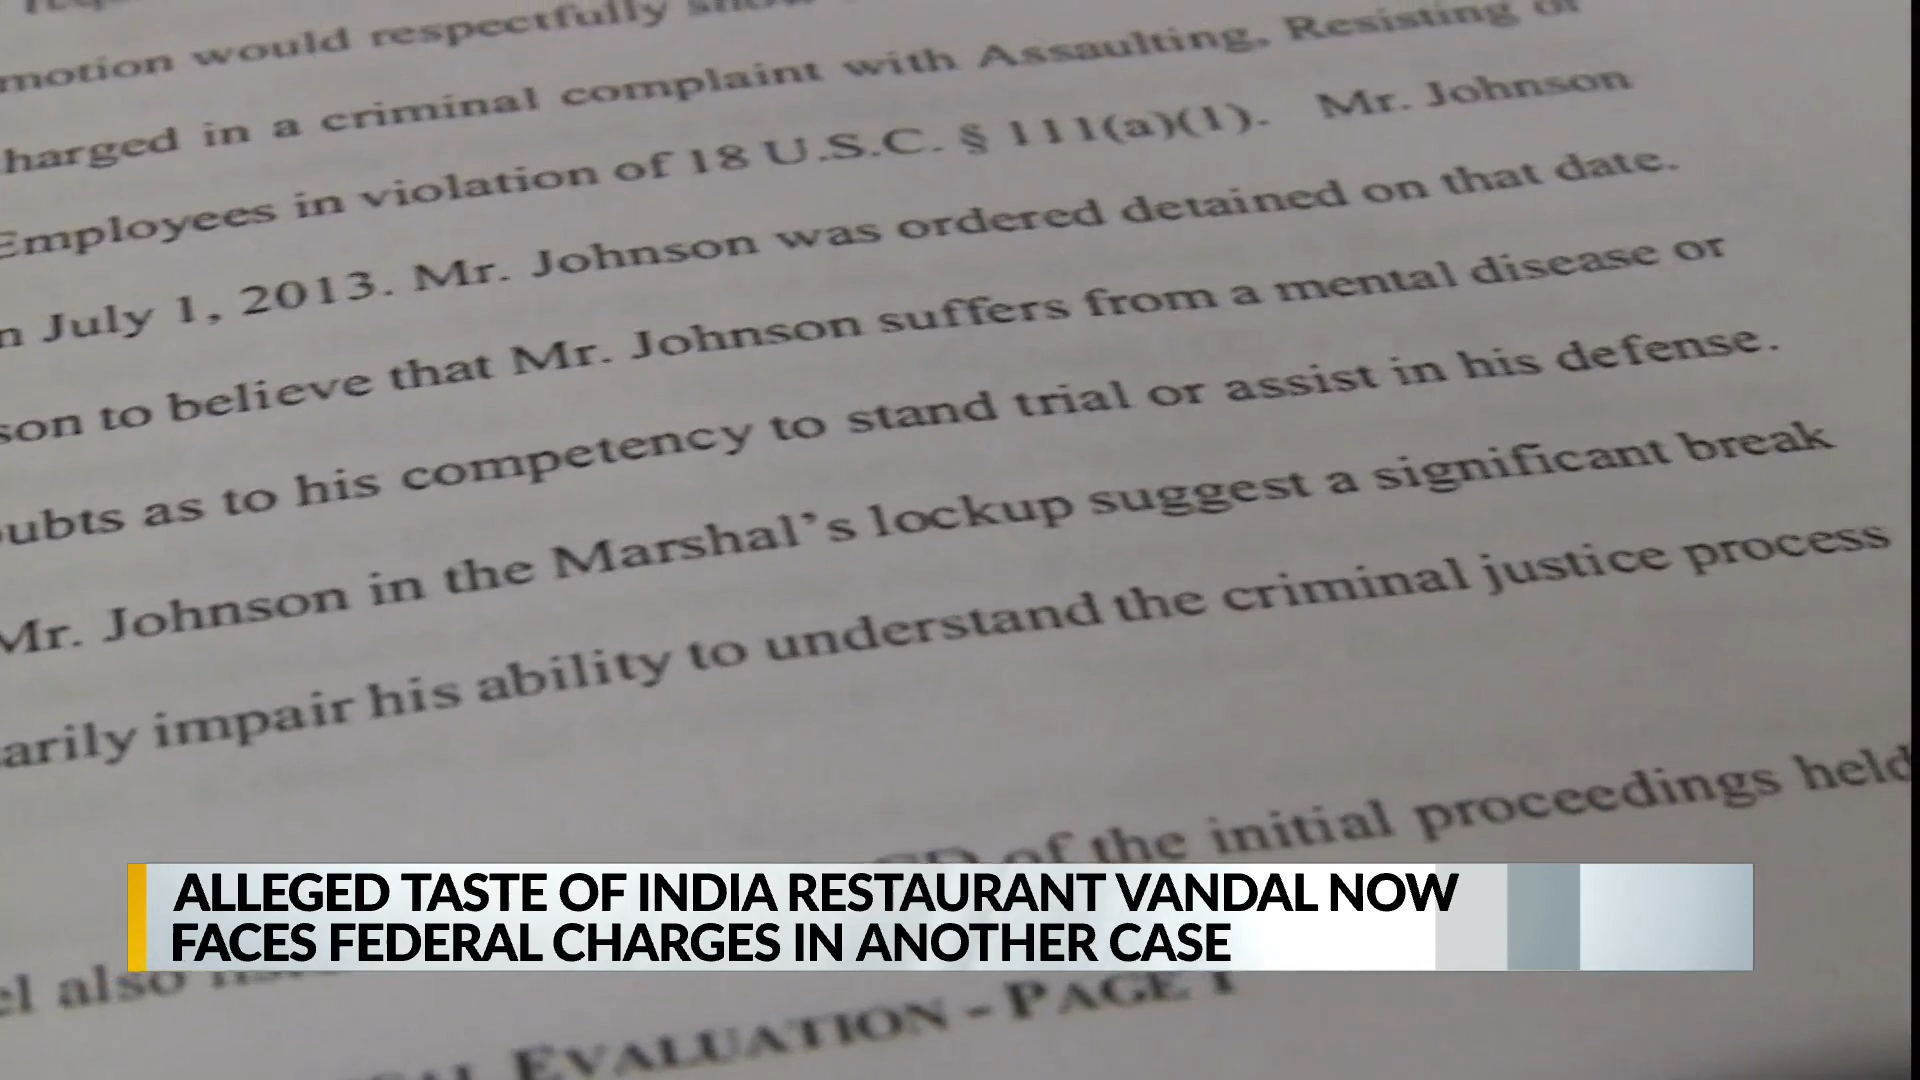 motion would respectfully
harged in a criminal complaint with Assaulting, Resisting or
Employees in violation of 18 U.S.C. § 111(a)(1). Mr. Johnson
n July 1, 2013. Mr. Johnson was ordered detained on that date.
son to believe that Mr. Johnson suffers from a mental disease or
oubts as to his competency to stand trial or assist in his defense.
Mr. Johnson in the Marshal’s lockup suggest a significant break
arily impair his ability to understand the criminal justice process
of the initial proceedings held
ALLEGED TASTE OF INDIA RESTAURANT VANDAL NOW
FACES FEDERAL CHARGES IN ANOTHER CASE
el also
EVALUATION - PAGE 1